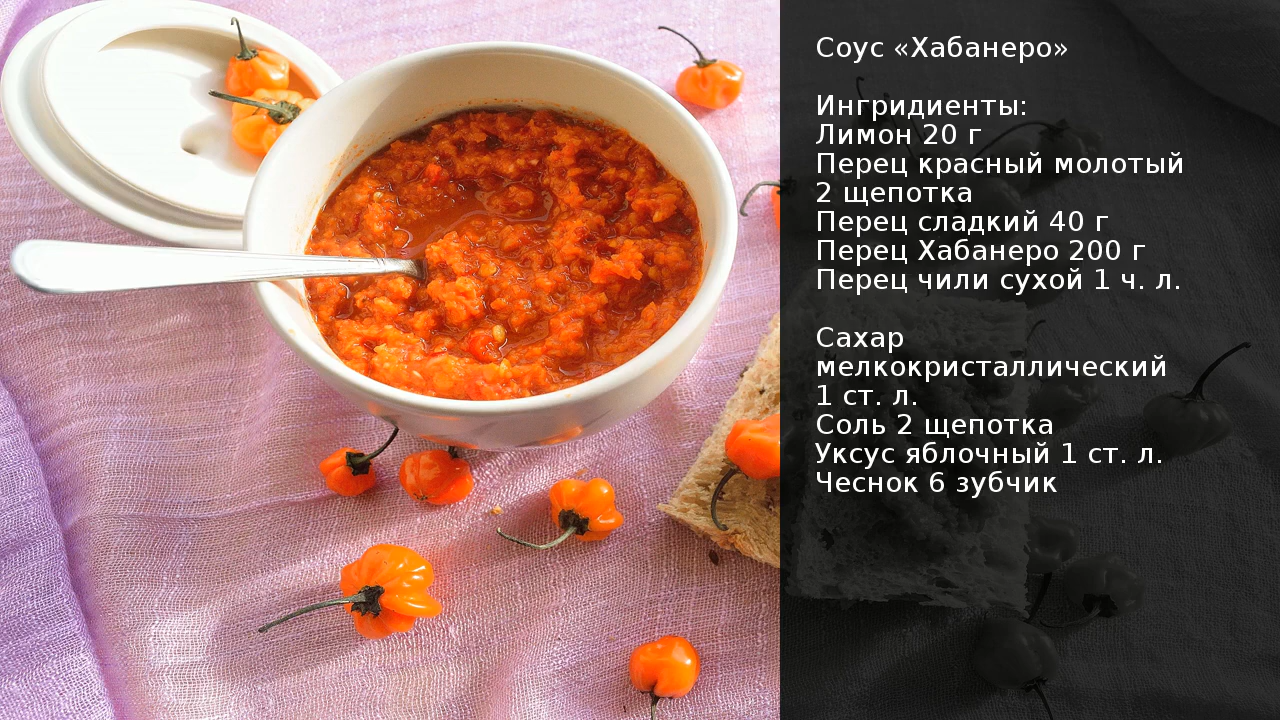 Соус «Хабанеро»
Ингридиенты:
Лимон 20 г
Перец красный молотый
2 щепотка
Перец сладкий 40 г
Перец Хабанеро 200 г
Перец чили сухой 1 ч. л.
Сахар
мелкокристаллический
1 ст. л.
Соль 2 щепотка
Уксус яблочный 1 ст. л.
Чеснок 6 зубчик